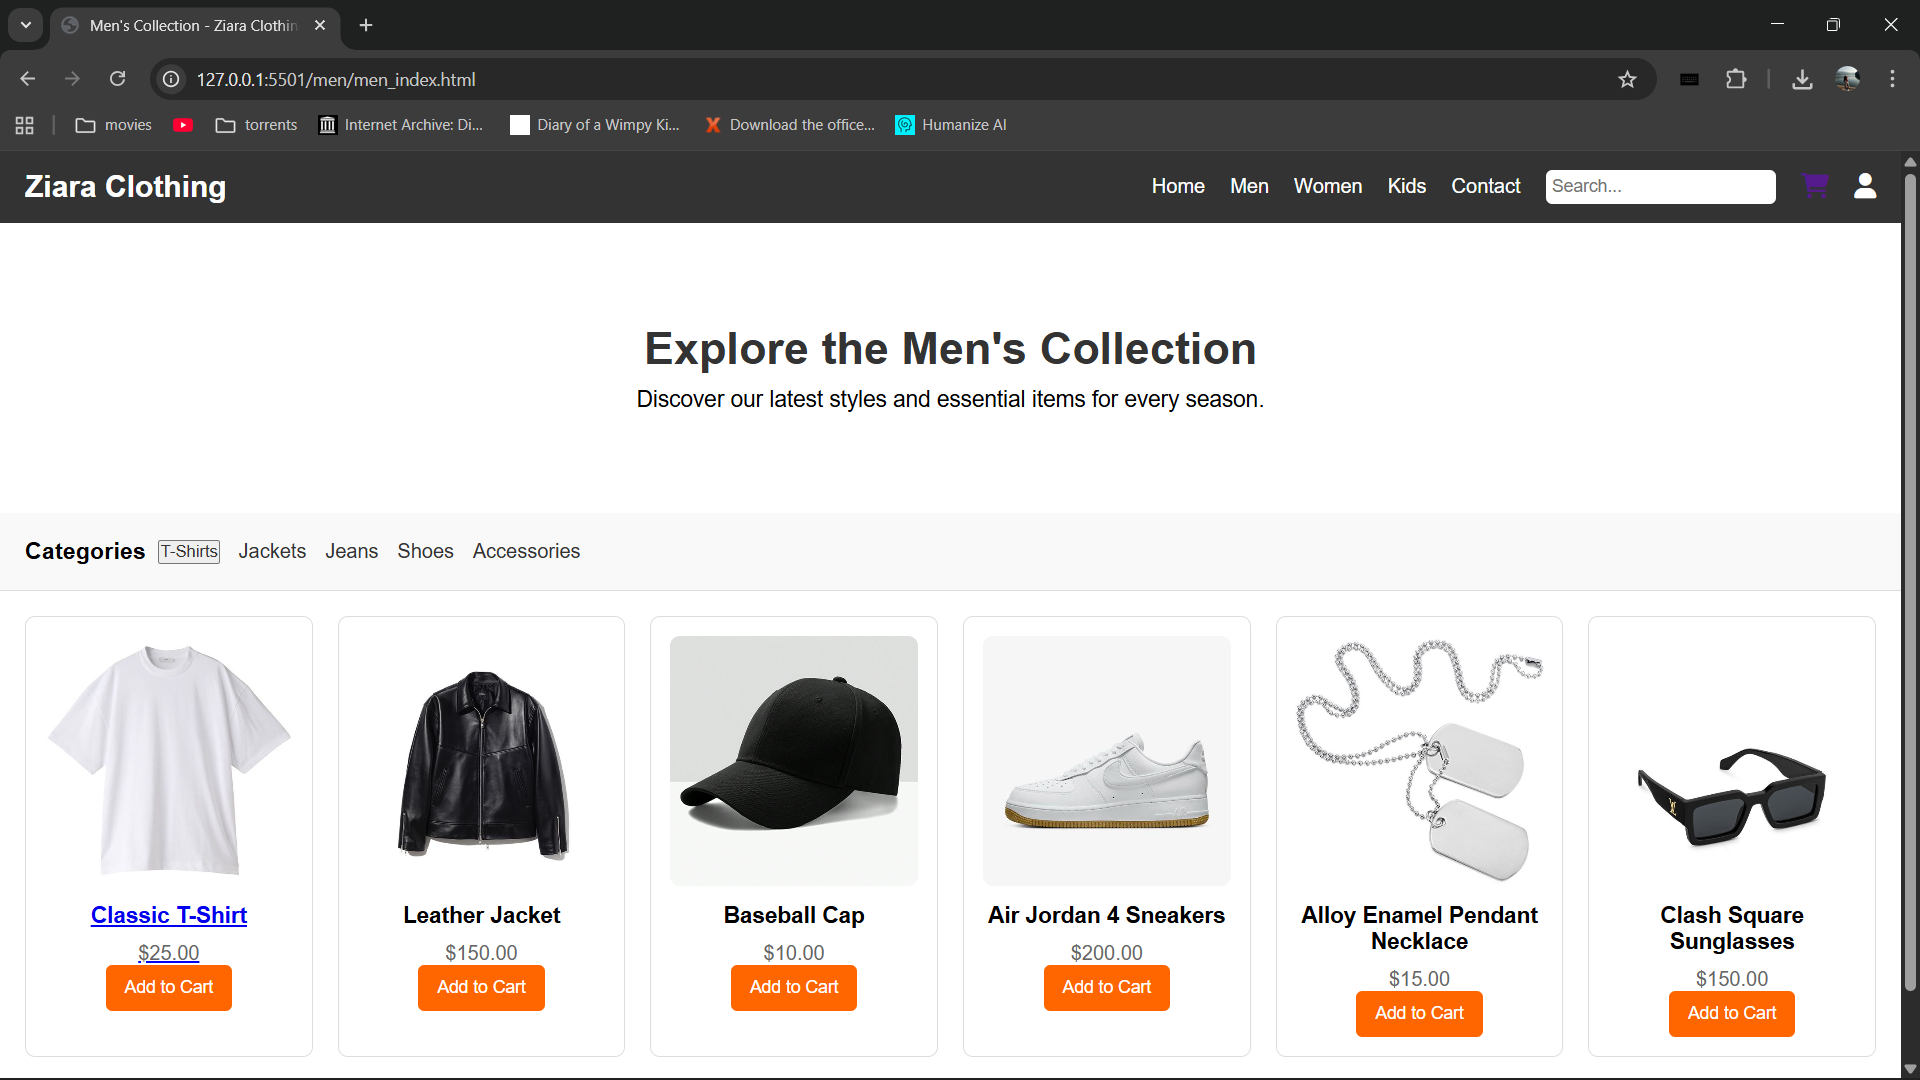 Men's Collection - Ziara Clothin
127.0.0.1:5501/men/men_index.html
movies
torrents
Internet Archive: Di...
Diary of a Wimpy Ki...
Download the office...
Humanize AI
Ziara Clothing
Home Men Women Kids Contact Search...
Explore the Men's Collection
Discover our latest styles and essential items for every season.
Categories T-Shirts Jackets Jeans Shoes Accessories
Classic T-Shirt
$25.00
Add to Cart
Leather Jacket
$150.00
Add to Cart
Baseball Cap
$10.00
Add to Cart
Air Jordan 4 Sneakers
$200.00
Add to Cart
Alloy Enamel Pendant
Necklace
$15.00
Add to Cart
Clash Square
Sunglasses
$150.00
Add to Cart